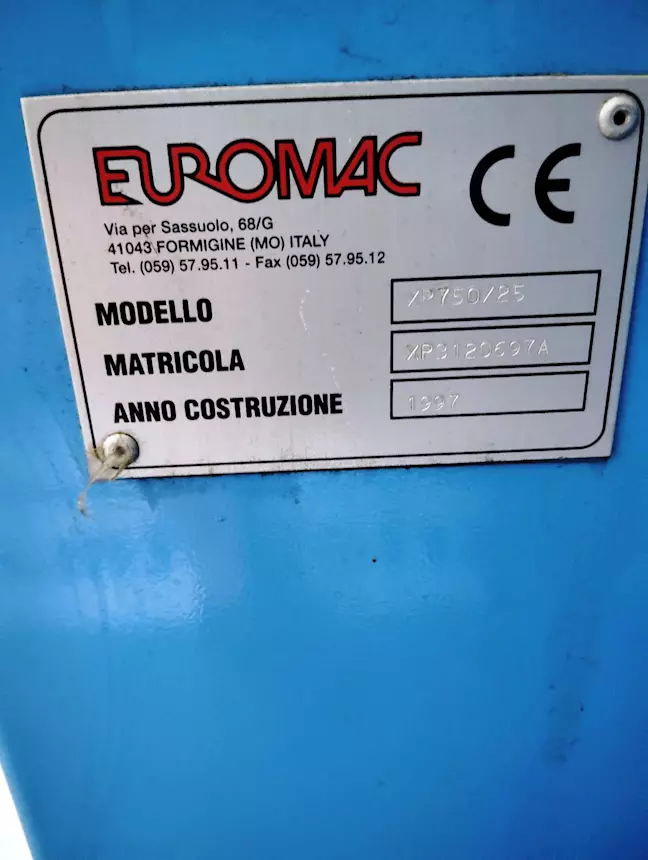 EUROMAC
CE
Via per Sassuolo, 68/G
41043 FORMIGINE (MO) ITALY
Tel. (059) 57.95.11 - Fax (059) 57.95.12
MODELLO XP750/25
MATRICOLA XP3120697A
ANNO COSTRUZIONE 1997